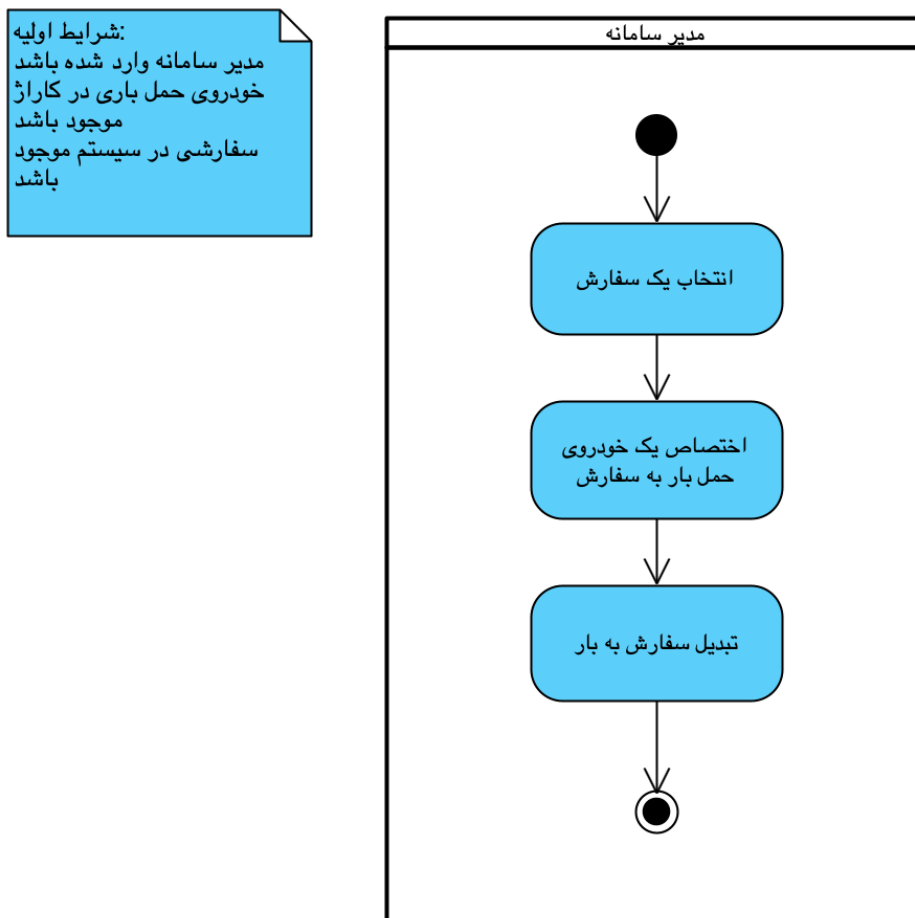 شرایط اولیه:
مدیر سامانه وارد شده باشد
خودروی حمل باری در کاراژ
موجود باشد
سفارشی در سیستم موجود
باشد
مدیر سامانه
انتخاب یک سفارش
اختصاص یک خودروی
حمل بار به سفارش
تبدیل سفارش به بار